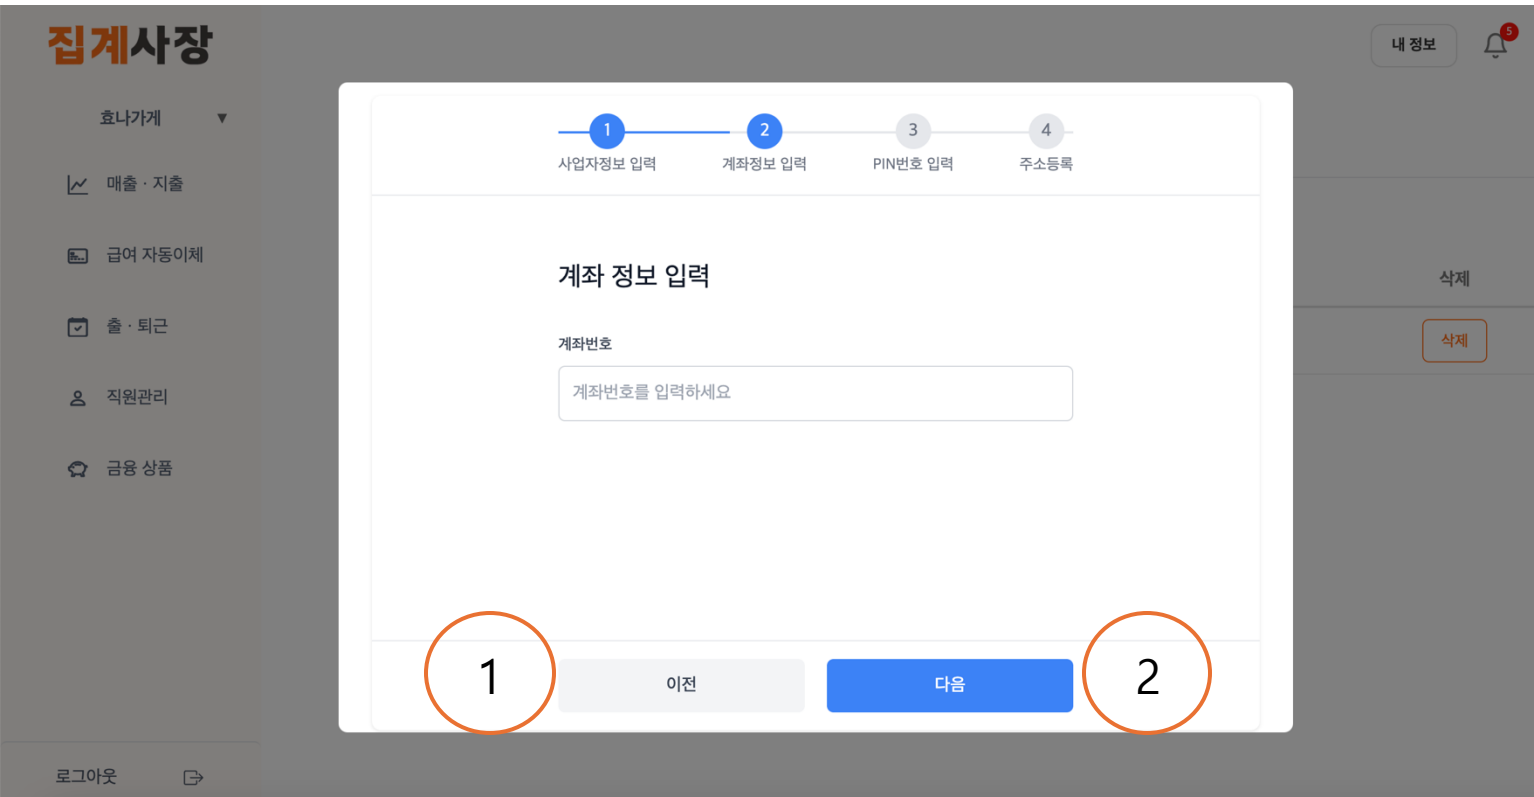 집계사장
내 정보
5
효나가게 ▼
매출 · 지출
급여 자동이체
출 · 퇴근
직원관리
금융 상품
로그아웃
1 2 3 4
사업자정보 입력 계좌정보 입력 PIN번호 입력 주소등록
계좌 정보 입력
계좌번호
계좌번호를 입력하세요
1 이전 다음 2
삭제
삭제